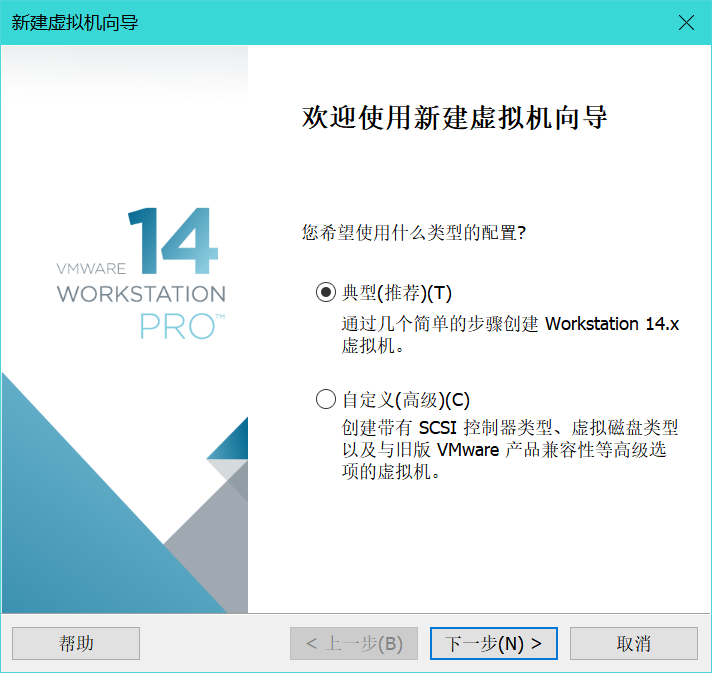 新建虚拟机向导
欢迎使用新建虚拟机向导
14
VMWARE
WORKSTATION
PRO™
您希望使用什么类型的配置?
典型(推荐)(T)
通过几个简单的步骤创建 Workstation 14.x
虚拟机。
自定义(高级)(C)
创建带有 SCSI 控制器类型、虚拟磁盘类型
以及与旧版 VMware 产品兼容性等高级选
项的虚拟机。
帮助
< 上一步(B)
下一步(N) >
取消